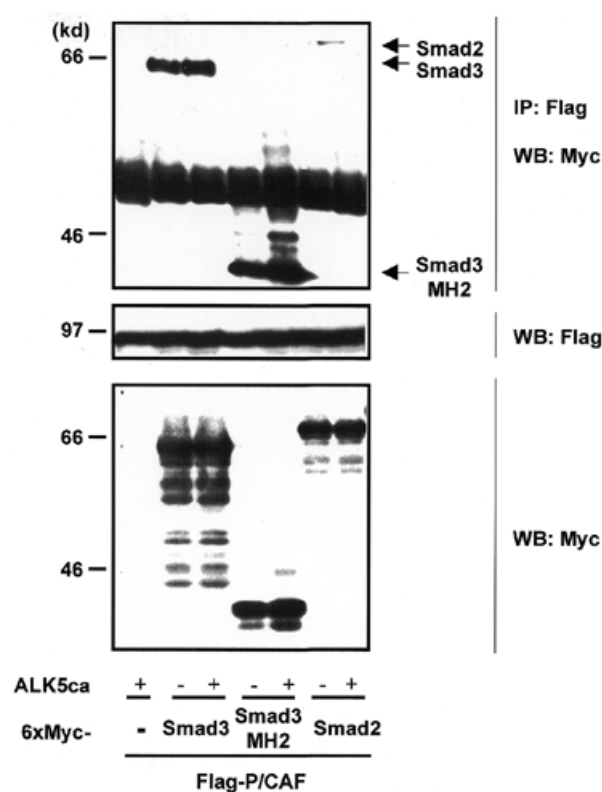 (kd)
66
Smad2
Smad3
IP: Flag
WB: Myc
46
Smad3
MH2
97
WB: Flag
66
WB: Myc
46
ALK5ca + - + - + - +
6xMyc- - Smad3 Smad3 MH2 Smad2
Flag-P/CAF